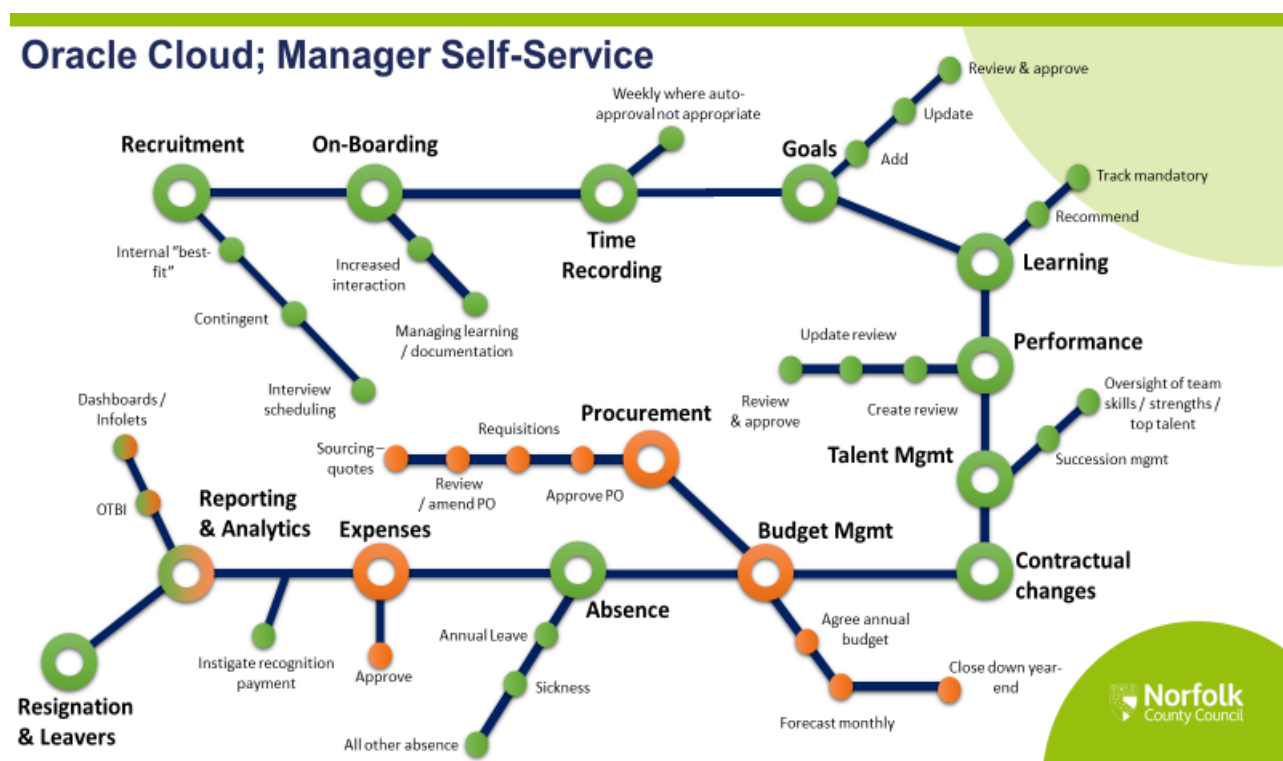 Oracle Cloud; Manager Self-Service
Review & approve
Weekly where auto-
approval not appropriate
Update
Recruitment
On-Boarding
Goals
Add
Track mandatory
Recommend
Internal "best-
fit"
Increased
interaction
Time
Recording
Learning
Contingent
Managing learning
/ documentation
Update review
Performance
Interview
scheduling
Review
& approve
Create review
Oversight of team
skills / strengths /
top talent
Dashboards /
Infolets
Procurement
Requisitions
Sourcing–
quotes
Talent Mgmt
Succession mgmt
Review
/ amend PO
Approve PO
OTBI
Reporting
& Analytics
Expenses
Budget Mgmt
Contractual
changes
Absence
Annual Leave
Agree annual
budget
Instigate recognition
payment
Approve
Close down year-
end
Sickness
Resignation
& Leavers
Forecast monthly
All other absence
Norfolk
County Council